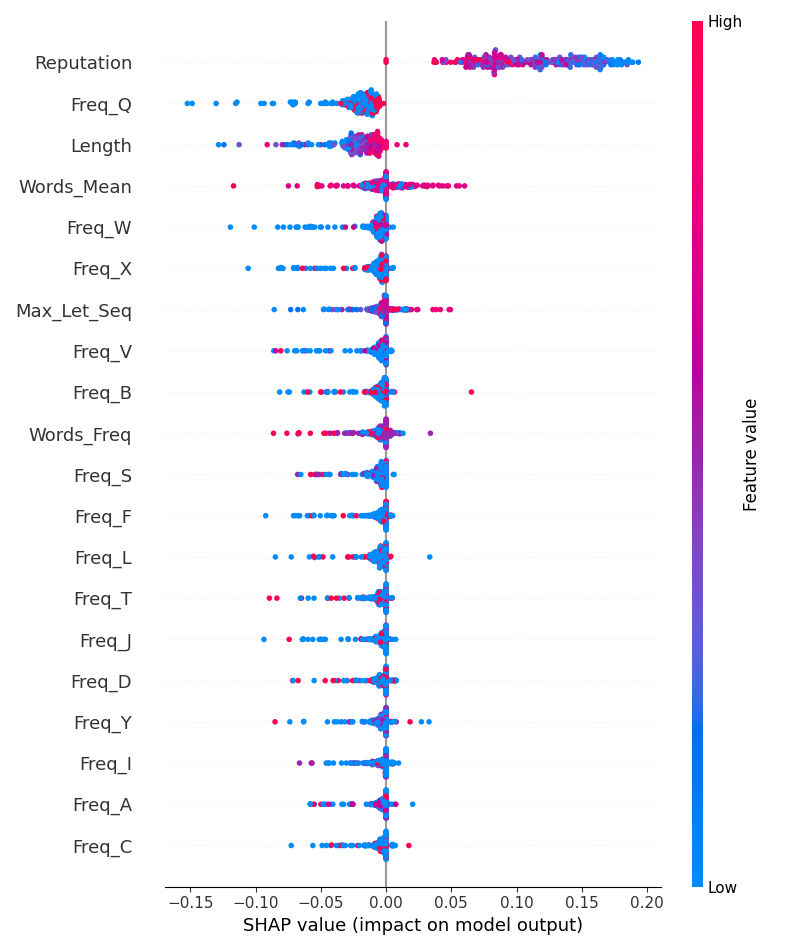 High
Reputation
Freq_Q
Length
Words_Mean
Freq_W
Freq_X
Max_Let_Seq
Freq_V
Freq_B
Words_Freq
Freq_S
Freq_F
Freq_L
Freq_T
Freq_J
Freq_D
Freq_Y
Freq_I
Freq_A
Freq_C
Feature value
Low
−0.15 −0.10 −0.05 0.00 0.05 0.10 0.15 0.20
SHAP value (impact on model output)